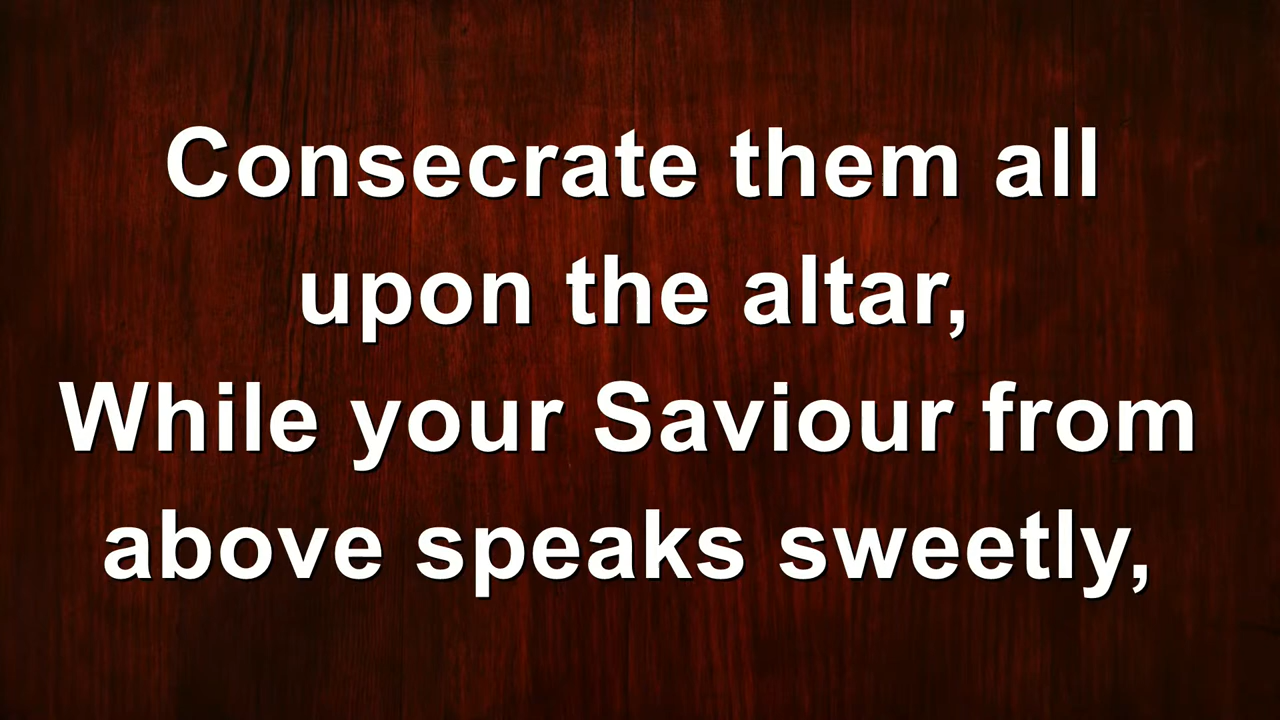 Consecrate them all
upon the altar,
While your Saviour from
above speaks sweetly,